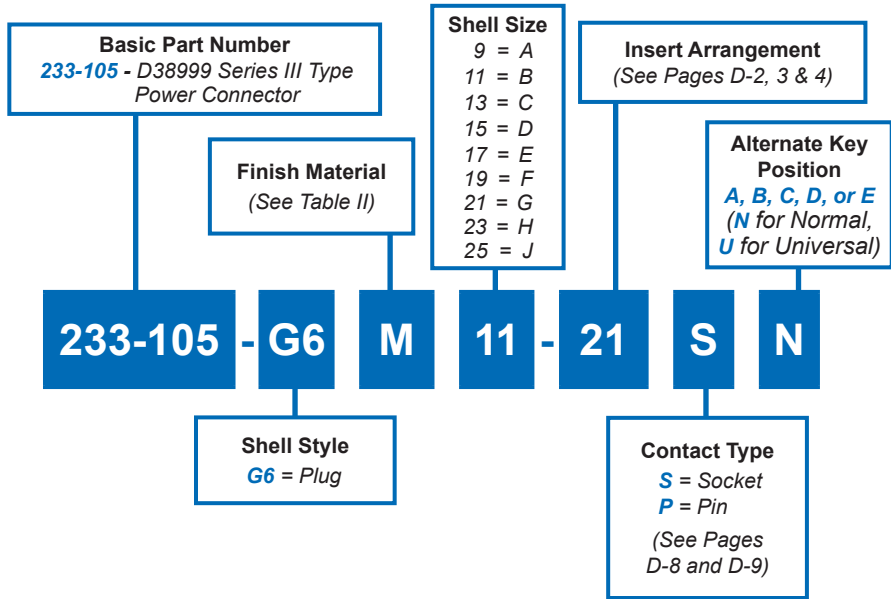 Basic Part Number
233-105 - D38999 Series III Type
Power Connector
Finish Material
(See Table II)
Shell Size
9 = A
11 = B
13 = C
15 = D
17 = E
19 = F
21 = G
23 = H
25 = J
Insert Arrangement
(See Pages D-2, 3 & 4)
Alternate Key
Position
A, B, C, D, or E
(N for Normal,
U for Universal)
233-105 - G6 M 11 - 21 S N
Shell Style
G6 = Plug
Contact Type
S = Socket
P = Pin
(See Pages
D-8 and D-9)